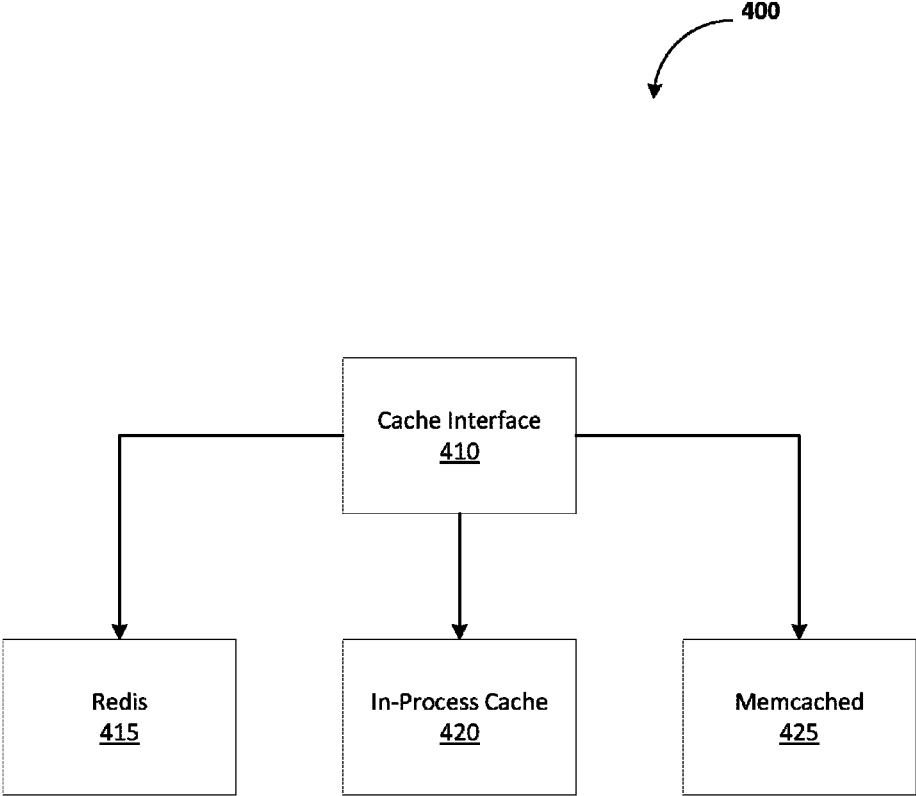 400
Cache Interface
410
Redis
415
In-Process Cache
420
Memcached
425